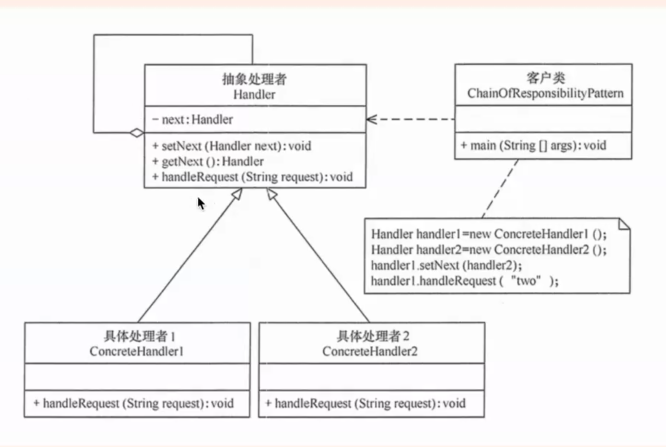 抽象处理者
Handler
- next:Handler
+ setNext (Handler next):void
+ getNext ():Handler
+ handleRequest (String request):void
客户类
ChainOfResponsibilityPattern
+ main (String [] args):void
Handler handler1=new ConcreteHandler1 ();
Handler handler2=new ConcreteHandler2 ();
handler1.setNext (handler2);
handler1.handleRequest ( "two" );
具体处理者1
ConcreteHandler1
+ handleRequest (String request):void
具体处理者2
ConcreteHandler2
+ handleRequest (String request):void